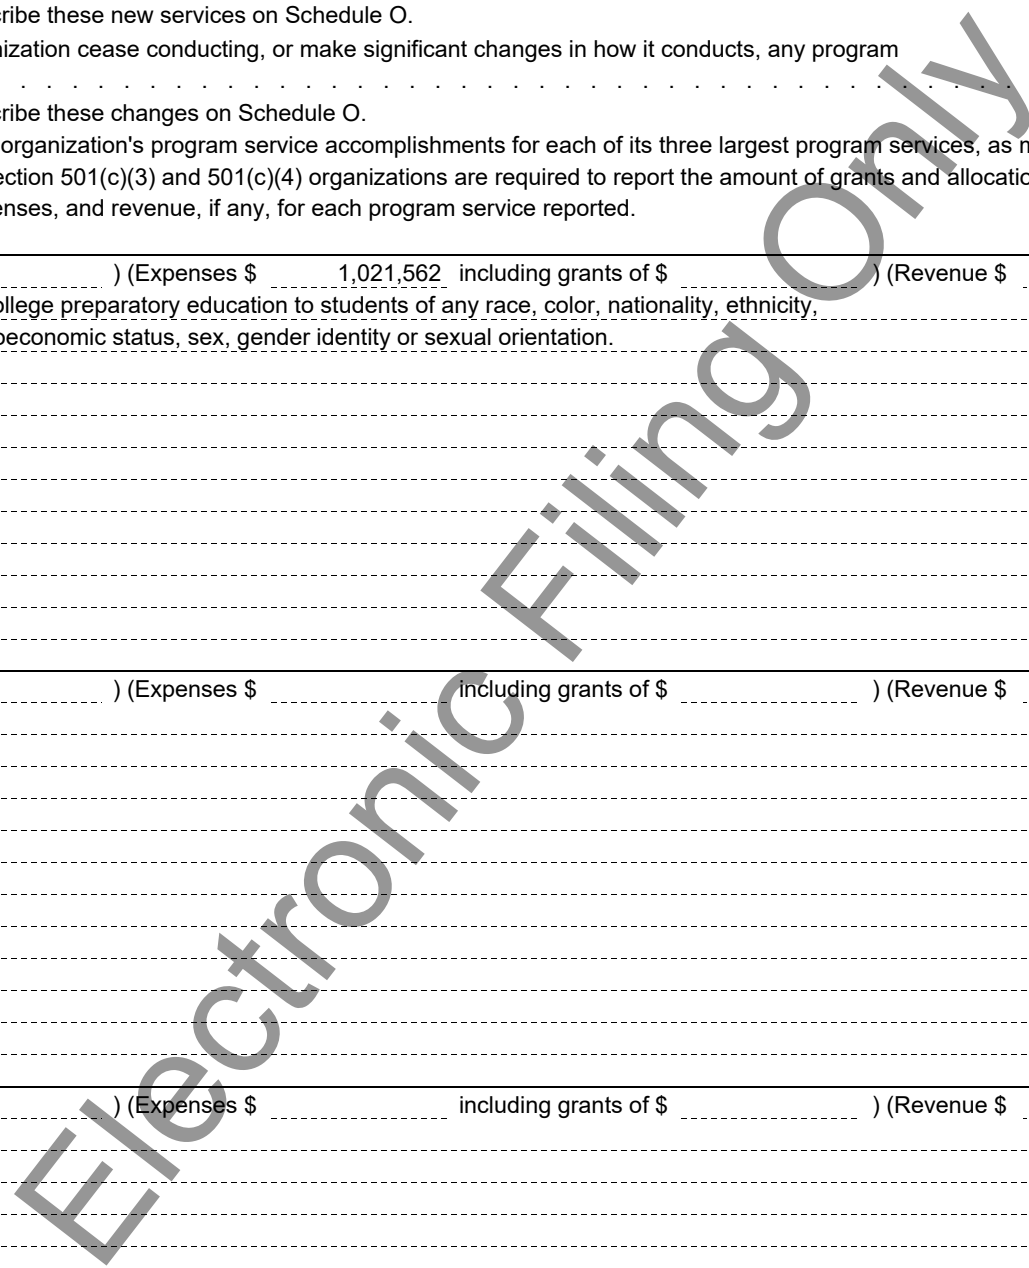 cribe these new services on Schedule O.
nization cease conducting, or make significant changes in how it conducts, any program
. . . . . . . . . . . . . . . . . . . . . . . . . . . . . . . . . . . . . . .
cribe these changes on Schedule O.
organization's program service accomplishments for each of its three largest program services, as m
ection 501(c)(3) and 501(c)(4) organizations are required to report the amount of grants and allocatio
enses, and revenue, if any, for each program service reported.
) (Expenses $ 1,021,562 including grants of $ ) (Revenue $
ollege preparatory education to students of any race, color, nationality, ethnicity,
oeconomic status, sex, gender identity or sexual orientation.
) (Expenses $ including grants of $ ) (Revenue $
) (Expenses $ including grants of $ ) (Revenue $
Electronic Filing Only